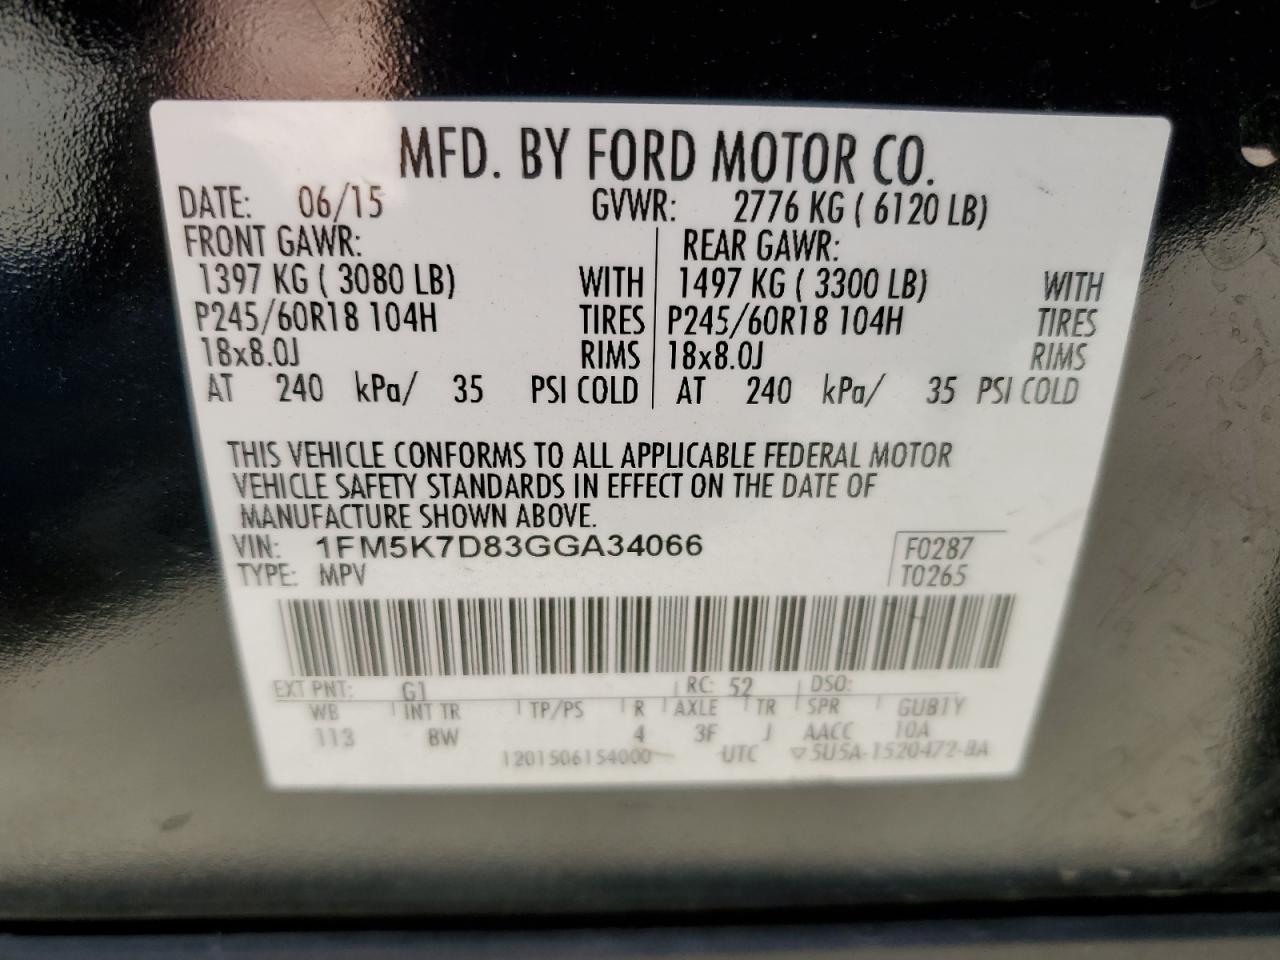 MFD. BY FORD MOTOR CO.
DATE: 06/15 GVWR: 2776 KG ( 6120 LB)
FRONT GAWR: REAR GAWR:
1397 KG ( 3080 LB) WITH 1497 KG ( 3300 LB) WITH
P245/60R18 104H TIRES P245/60R18 104H TIRES
18x8.0J RIMS 18x8.0J RIMS
AT 240 kPa/ 35 PSI COLD AT 240 kPa/ 35 PSI COLD
THIS VEHICLE CONFORMS TO ALL APPLICABLE FEDERAL MOTOR
VEHICLE SAFETY STANDARDS IN EFFECT ON THE DATE OF
MANUFACTURE SHOWN ABOVE.
VIN: 1FM5K7D83GGA34066 F0287
TYPE: MPV T0265
EXT PNT: G1 RC: 52 DSO:
WB INT TR TP/PS R AXLE TR SPR GUB1Y
113 BW 4 3F J AACC 10A
1201506154000 UTC ▽5U5A-1520472-BA